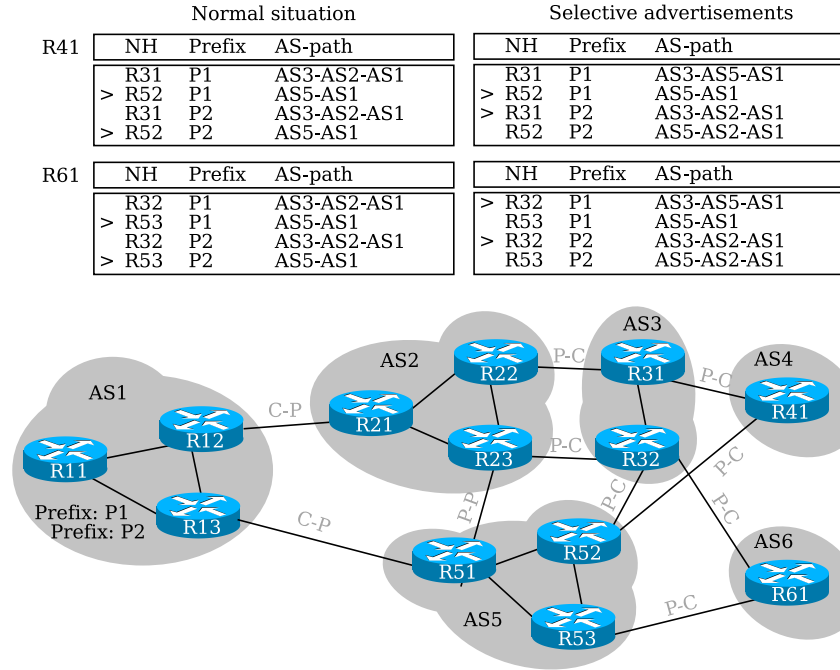 Normal situation
Selective advertisements
R41
NH Prefix AS-path
R31 P1 AS3-AS2-AS1
> R52 P1 AS5-AS1
R31 P2 AS3-AS2-AS1
> R52 P2 AS5-AS1
NH Prefix AS-path
R31 P1 AS3-AS5-AS1
> R52 P1 AS5-AS1
> R31 P2 AS3-AS2-AS1
R52 P2 AS5-AS2-AS1
R61
NH Prefix AS-path
R32 P1 AS3-AS2-AS1
> R53 P1 AS5-AS1
R32 P2 AS3-AS2-AS1
> R53 P2 AS5-AS1
NH Prefix AS-path
> R32 P1 AS3-AS5-AS1
R53 P1 AS5-AS1
> R32 P2 AS3-AS2-AS1
R53 P2 AS5-AS2-AS1
AS1
R11
R12
R13
Prefix: P1
Prefix: P2
C-P
C-P
AS2
R21
R22
R23
P-C
P-C
P-P
AS3
R31
R32
P-C
P-C
P-C
P-C
AS4
R41
AS5
R51
R52
R53
P-C
AS6
R61